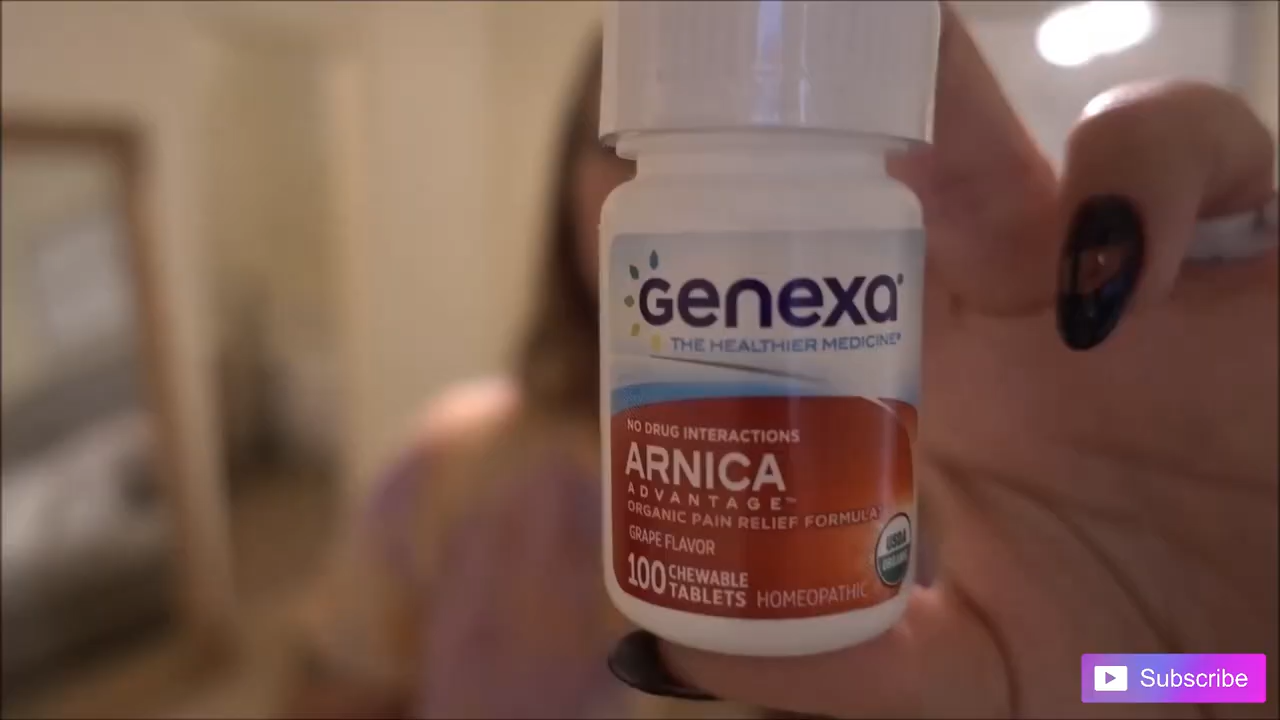 Genexa
THE HEALTHIER MEDICINE®
NO DRUG INTERACTIONS
ARNICA
ADVANTAGE™
ORGANIC PAIN RELIEF FORMULA
GRAPE FLAVOR
USDA
ORGANIC
100 CHEWABLE
TABLETS
HOMEOPATHIC
Subscribe